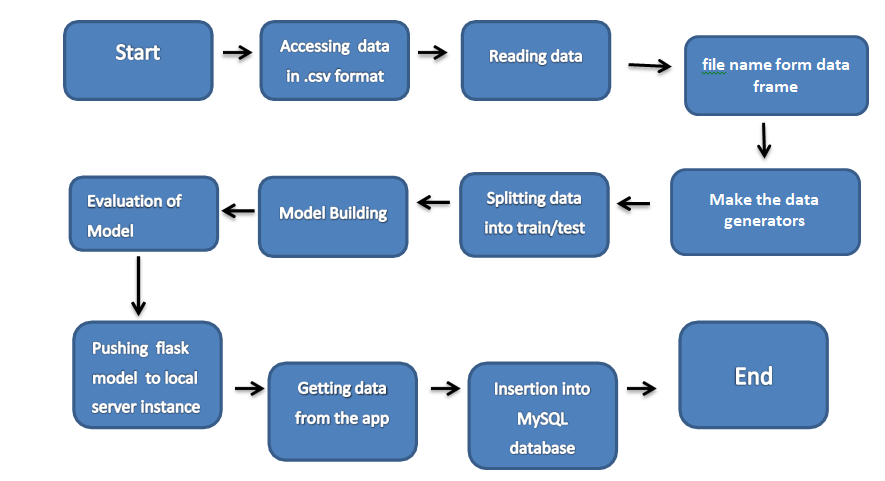 Start
Accessing data
in .csv format
Reading data
file name form data
frame
Make the data
generators
Splitting data
into train/test
Model Building
Evaluation of
Model
Pushing flask
model to local
server instance
Getting data
from the app
Insertion into
MySQL
database
End